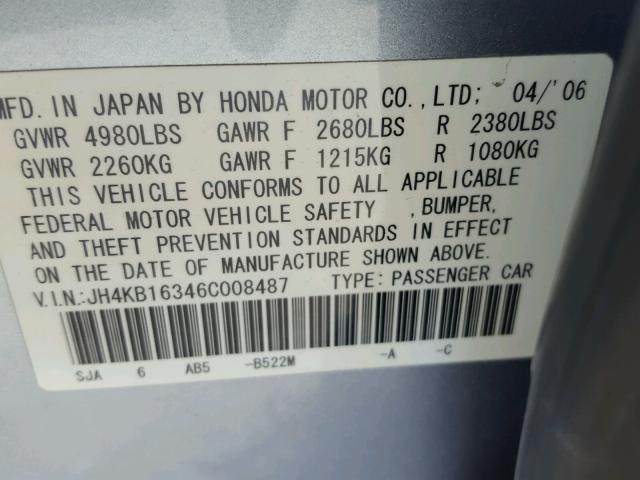 MFD. IN JAPAN BY HONDA MOTOR CO., LTD; 04/'06
GVWR 4980LBS GAWR F 2680LBS R 2380LBS
GVWR 2260KG GAWR F 1215KG R 1080KG
THIS VEHICLE CONFORMS TO ALL APPLICABLE
FEDERAL MOTOR VEHICLE SAFETY , BUMPER,
AND THEFT PREVENTION STANDARDS IN EFFECT
ON THE DATE OF MANUFACTURE SHOWN ABOVE.
V.I.N.:JH4KB16346C008487 TYPE: PASSENGER CAR
SJA 6 AB5 -B522M -A -C